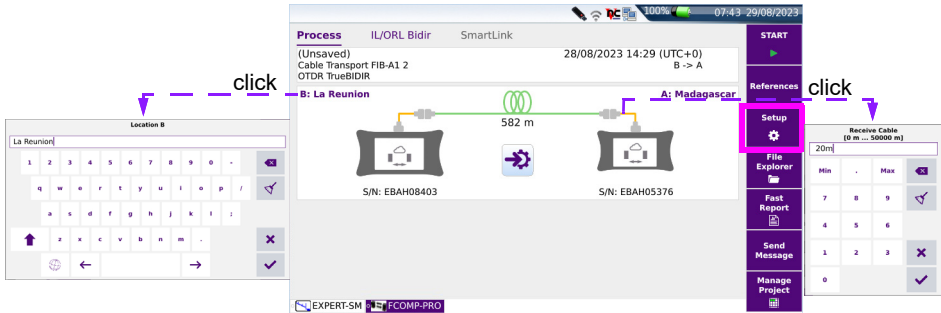 100% 07:43 29/08/2023
Process IL/ORL Bidir SmartLink
(Unsaved) 28/08/2023 14:29 (UTC+0)
Cable Transport FIB-A1 2 B -> A
OTDR TrueBIDIR
B: La Reunion A: Madagascar
582 m
S/N: EBAH08403 S/N: EBAH05376
EXPERT-SM FCOMP-PRO
START
References
Setup
File
Explorer
Fast
Report
Send
Message
Manage
Project
click
Location B
La Reunion
1 2 3 4 5 6 7 8 9 0 -
q w e r t y u i o p /
a s d f g h j k l ;
z x c v b n m .
click
Receive Cable
[0 m ... 50000 m]
20m
Min . Max
7 8 9
4 5 6
1 2 3
0